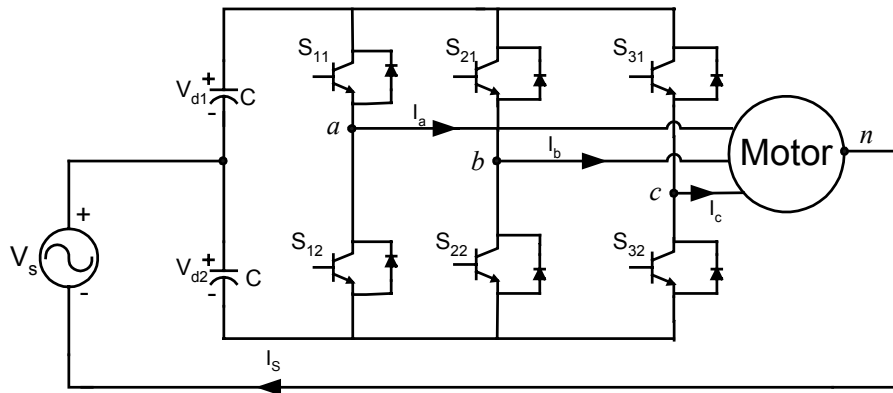 S11
S21
S31
+
Vd1
C
-
a
Ia
n
b
Ib
Motor
c
Ic
+
Vs
-
+
Vd2
C
-
S12
S22
S32
IS